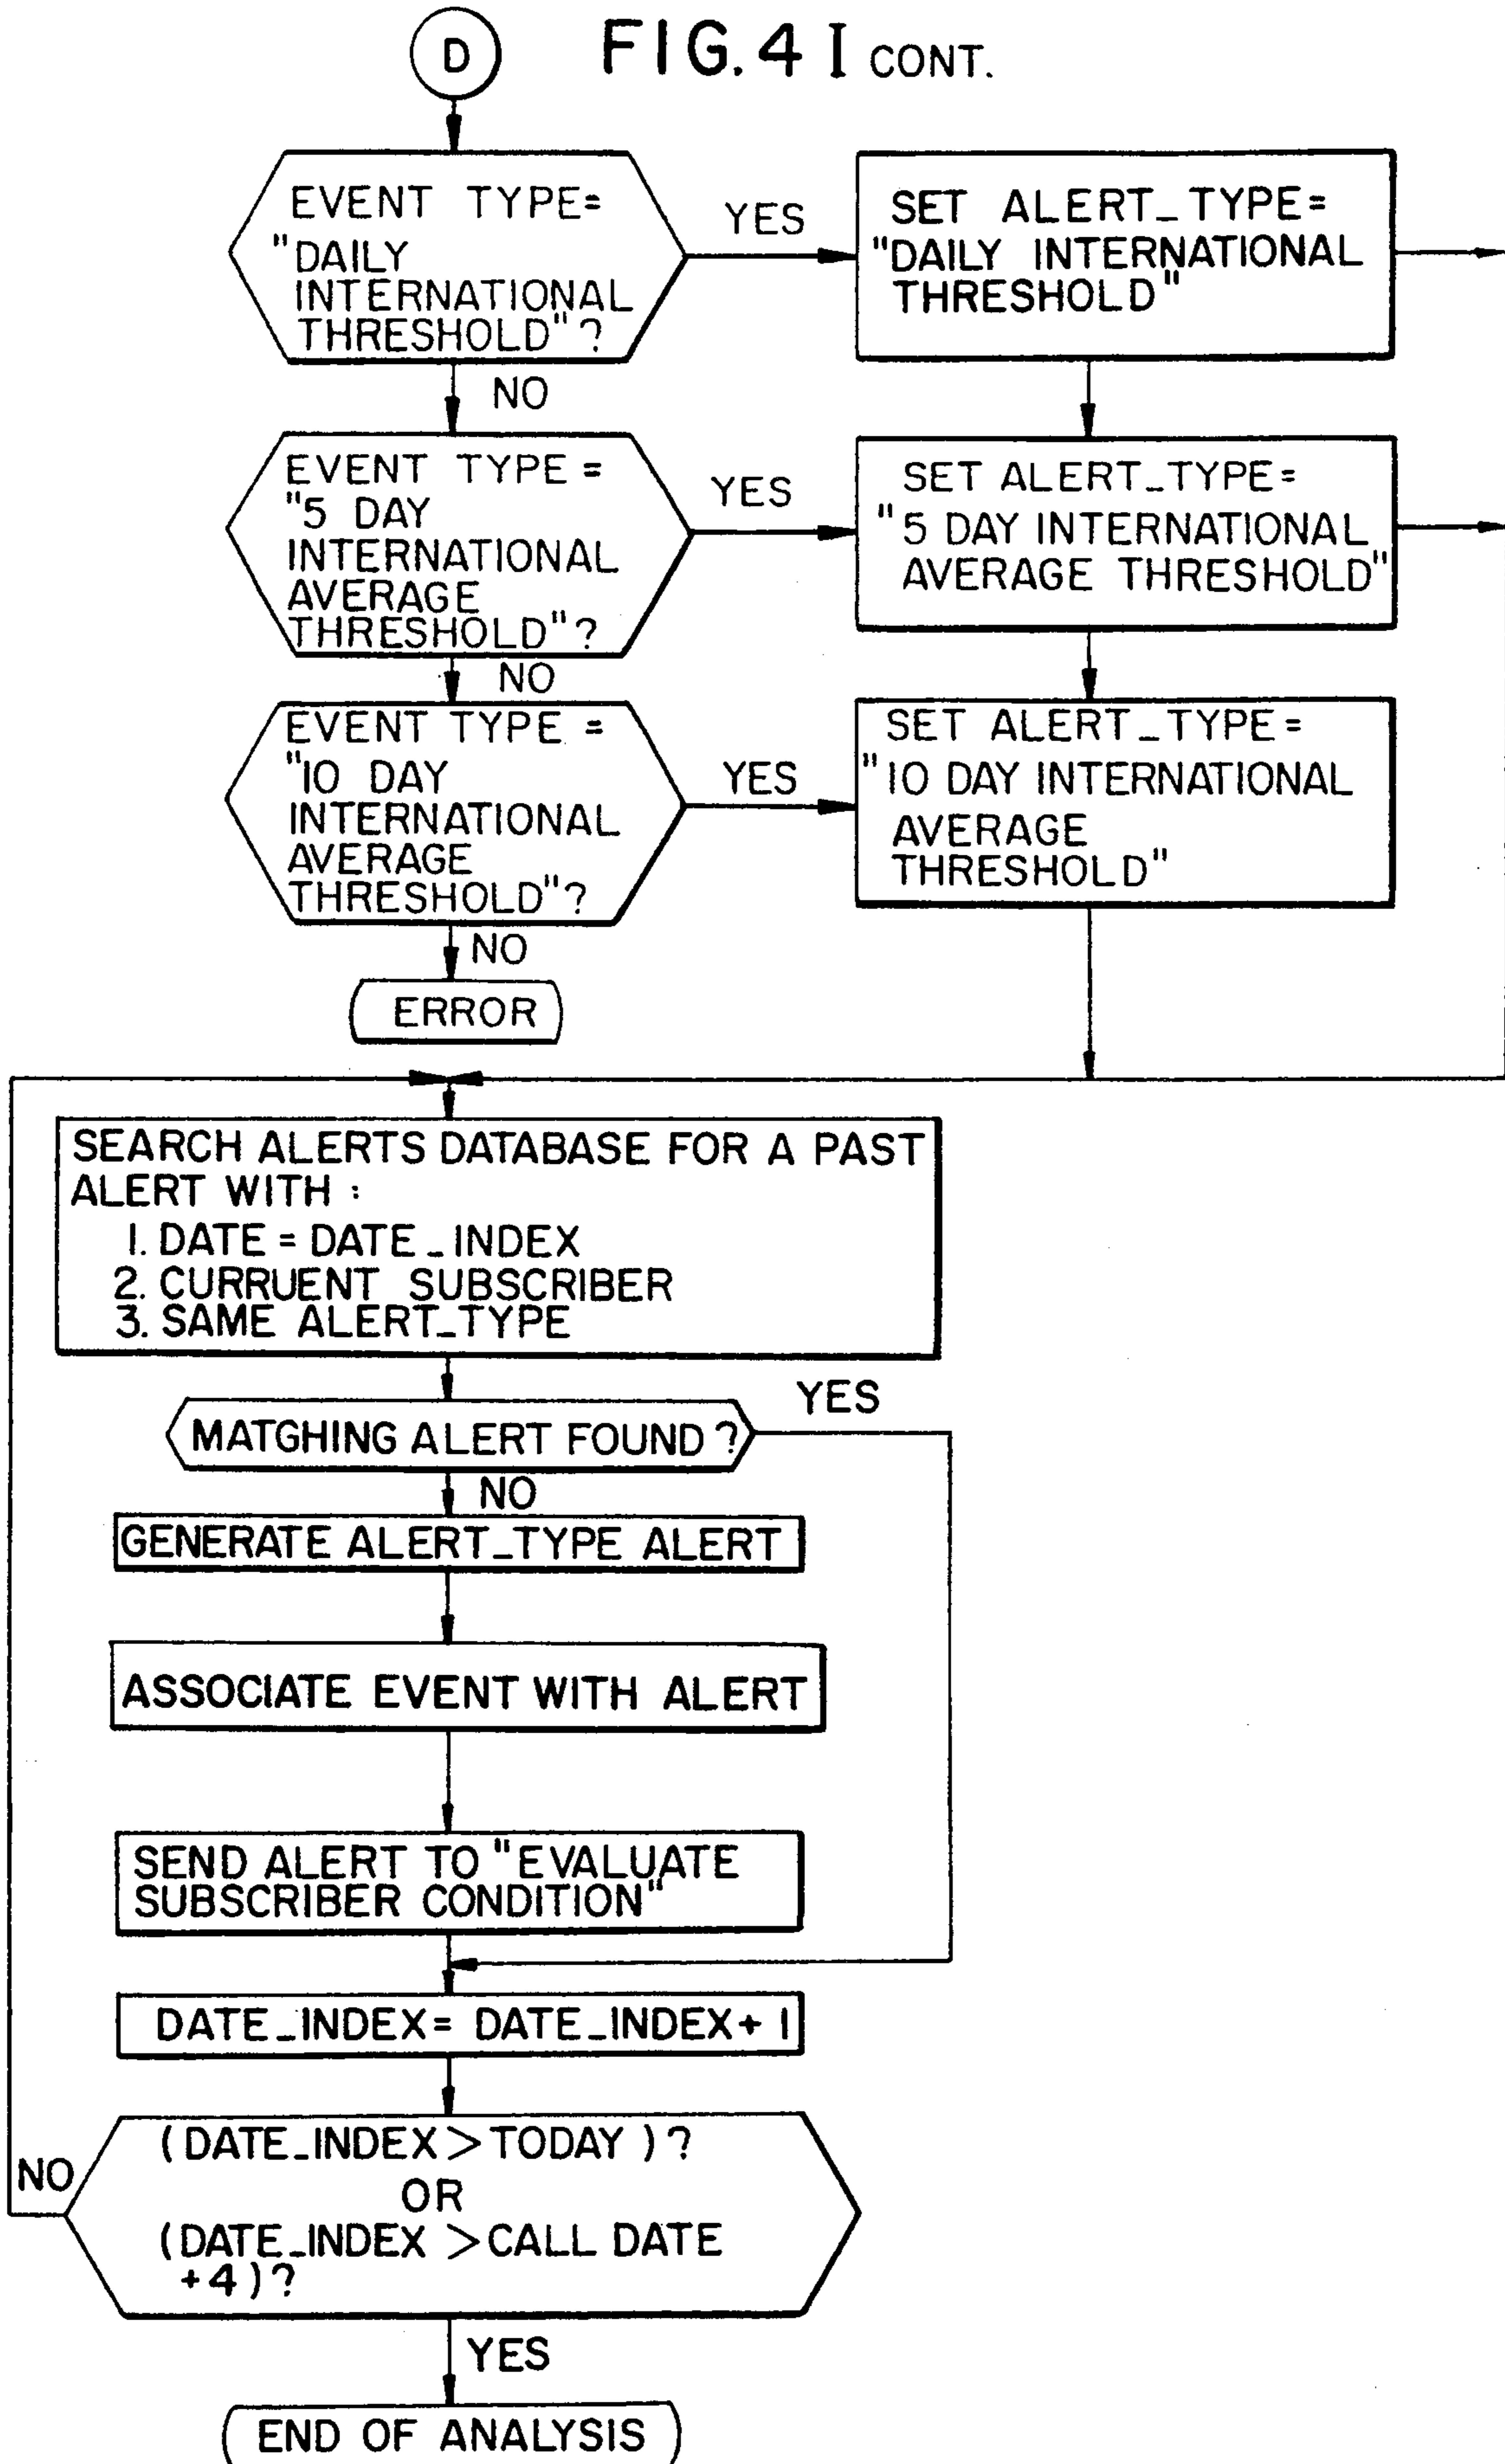 D
FIG. 4 I CONT.
EVENT TYPE=
"DAILY
INTERNATIONAL
THRESHOLD"?
YES
SET ALERT_TYPE=
"DAILY INTERNATIONAL
THRESHOLD"
NO
EVENT TYPE =
"5 DAY
INTERNATIONAL
AVERAGE
THRESHOLD"?
YES
SET ALERT_TYPE=
"5 DAY INTERNATIONAL
AVERAGE THRESHOLD"
NO
EVENT TYPE =
"10 DAY
INTERNATIONAL
AVERAGE
THRESHOLD"?
YES
SET ALERT_TYPE=
"10 DAY INTERNATIONAL
AVERAGE
THRESHOLD"
NO
ERROR
SEARCH ALERTS DATABASE FOR A PAST
ALERT WITH :
1. DATE = DATE_INDEX
2. CURRUENT SUBSCRIBER
3. SAME ALERT_TYPE
MATGHING ALERT FOUND ?
YES
NO
GENERATE ALERT_TYPE ALERT
ASSOCIATE EVENT WITH ALERT
SEND ALERT TO "EVALUATE
SUBSCRIBER CONDITION"
DATE_INDEX= DATE_INDEX+ 1
(DATE_INDEX > TODAY )?
OR
(DATE_INDEX > CALL DATE
+4)?
NO
YES
END OF ANALYSIS